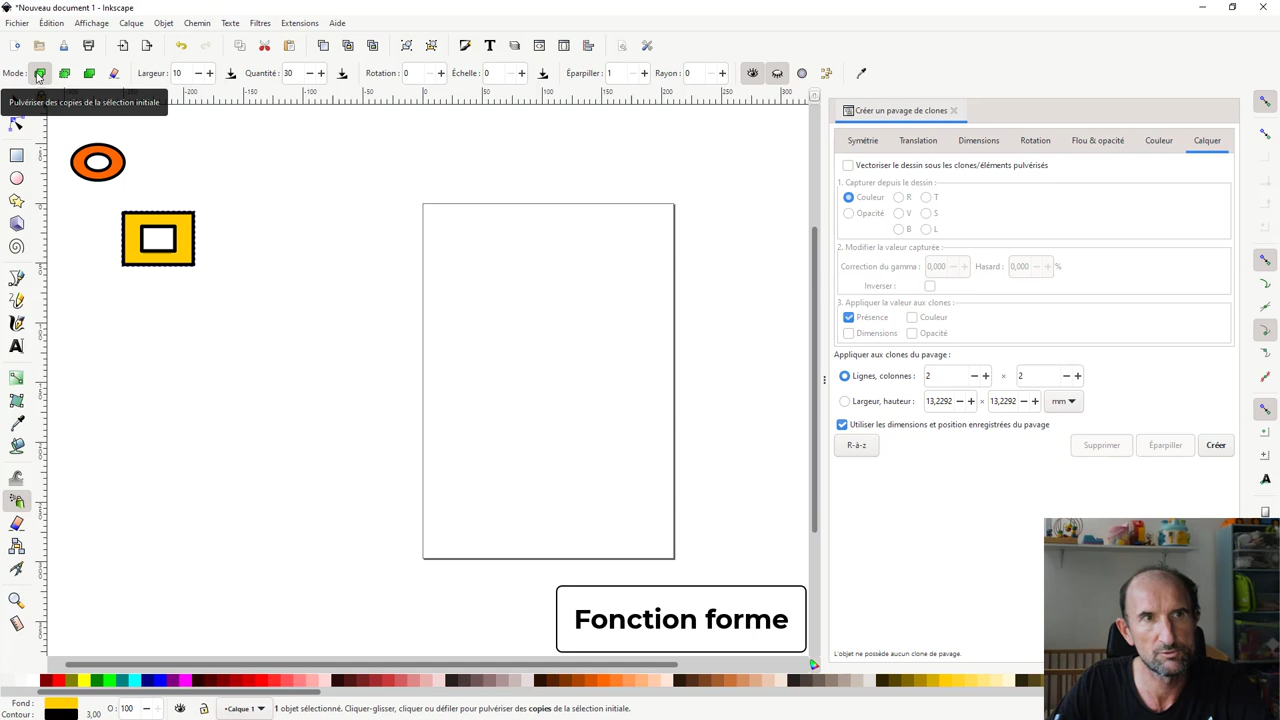 *Nouveau document 1 - Inkscape
Fichier Édition Affichage Calque Objet Chemin Texte Filtres Extensions Aide
Mode : Largeur : 10 Quantité : 30 Rotation : 0 Échelle : 0 Éparpiller : 1 Rayon : 0
Pulvériser des copies de la sélection initiale
-200 -100 0 100 200 300
Créer un pavage de clones
Symétrie Translation Dimensions Rotation Flou & opacité Couleur Calquer
Vectoriser le dessin sous les clones/éléments pulvérisés
1. Capturer depuis le dessin :
Couleur R T
Opacité V S
B L
2. Modifier la valeur capturée :
Correction du gamma : 0,000 Hasard : 0,000 %
Inverser :
3. Appliquer la valeur aux clones :
Présence Couleur
Dimensions Opacité
Appliquer aux clones du pavage :
Lignes, colonnes : 2 × 2
Largeur, hauteur : 13,2292 × 13,2292 mm
Utiliser les dimensions et position enregistrées du pavage
R-à-z Supprimer Éparpiller Créer
Fonction forme
L'objet ne possède aucun clone de pavage.
Fond :
Contour : 3,00 O : 100 •Calque 1 1 objet sélectionné. Cliquer-glisser, cliquer ou défiler pour pulvériser des copies de la sélection initiale.